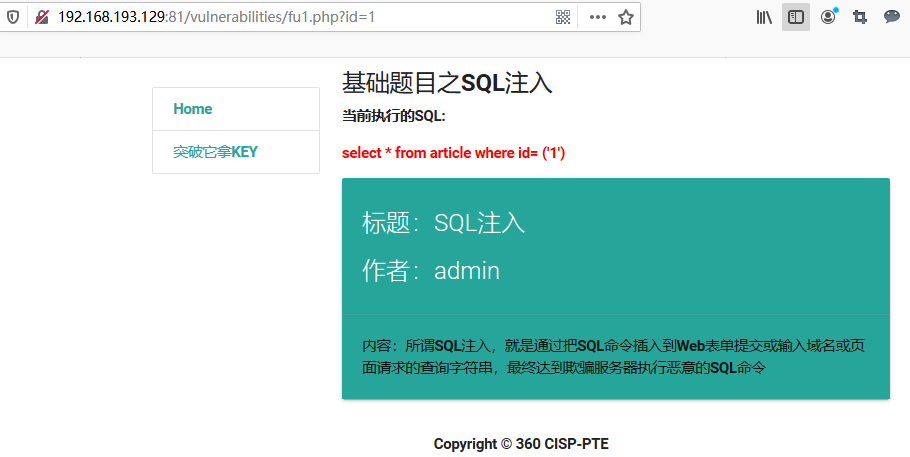 192.168.193.129:81/vulnerabilities/fu1.php?id=1
Home
突破它拿KEY
基础题目之SQL注入
当前执行的SQL:
select * from article where id= ('1')
标题：SQL注入
作者：admin
内容：所谓SQL注入，就是通过把SQL命令插入到Web表单提交或输入域名或页
面请求的查询字符串，最终达到欺骗服务器执行恶意的SQL命令
Copyright © 360 CISP-PTE